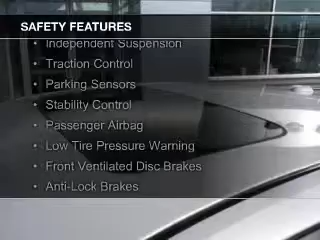 SAFETY FEATURES
• Independent Suspension
• Traction Control
• Parking Sensors
• Stability Control
• Passenger Airbag
• Low Tire Pressure Warning
• Front Ventilated Disc Brakes
• Anti-Lock Brakes